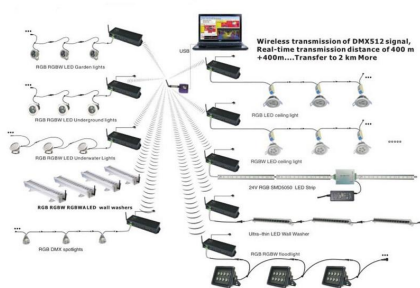 USB
Wireless transmission of DMX512 signal,
Real-time transmission distance of 400 m
+400m....Transfer to 2 km More
RGB RGBW LED Garden lights
RGB RGBW LED Underground lights
RGB RGBW LED Underwater Lights
RGB RGBW RGBWA LED wall washers
RGB DMX spotlights
RGB RGBW LED ceiling light
RGBW LED ceiling light
24V RGB SMD5050 LED Strip
Ultra-thin LED Wall Washer
RGB RGBW floodlight